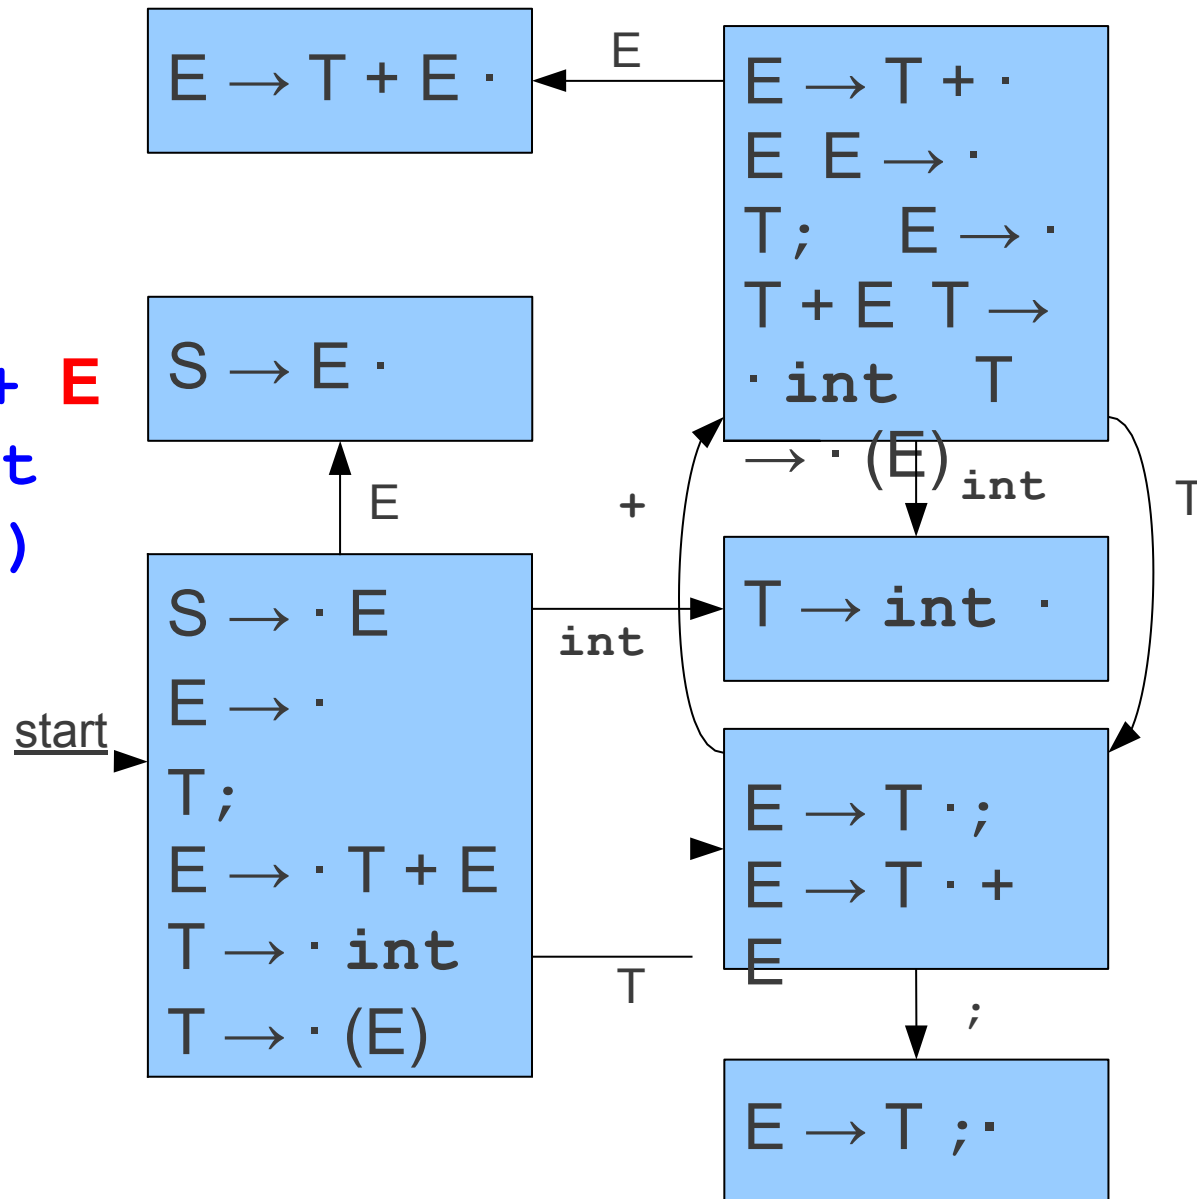 E → T + E ·
E
E → T + ·
E E → ·
T; E → ·
T + E T →
· int T
→ · (E)
S → E ·
+ E
t
)
E
+
int
T
S → · E
E → ·
T;
E → · T + E
T → · int
T → · (E)
int
T → int ·
start
E → T ·;
E → T · +
E
T
;
E → T ;·